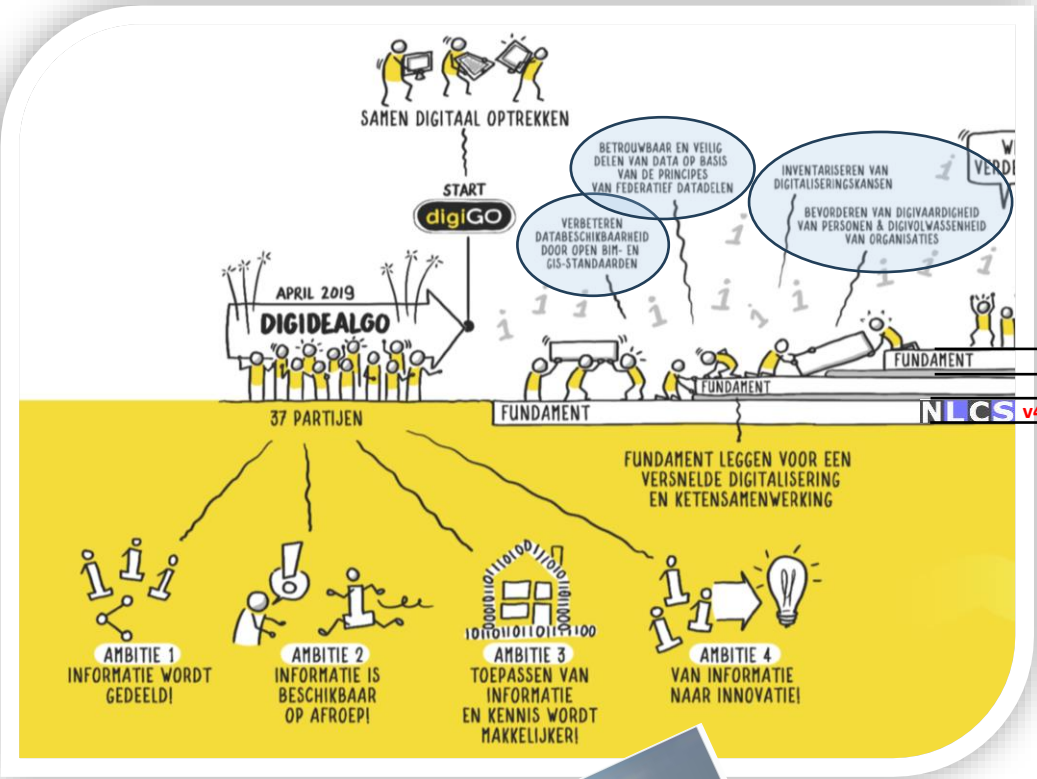 SAMEN DIGITAAL OPTREKKEN
START
digiGO
BETROUWBAAR EN VEILIG
DELEN VAN DATA OP BASIS
VAN DE PRINCIPES
VAN FEDERATIEF DATADELEN
INVENTARISEREN VAN
DIGITALISERINGSKANSEN
BEVORDEREN VAN DIGIVAARDIGHEID
VAN PERSONEN & DIGIVOLWASSENHEID
VAN ORGANISATIES
VERBETEREN
DATABESCHIKBAARHEID
DOOR OPEN BIM- EN
GIS-STANDAARDEN
APRIL 2019
DIGIDEALGO
37 PARTIJEN
FUNDAMENT
FUNDAMENT
FUNDAMENT
NLCS v4
FUNDAMENT LEGGEN VOOR EEN
VERSNELDE DIGITALISERING
EN KETENSAMENWERKING
1011011011011100
AMBITIE 1
INFORMATIE WORDT
GEDEELD!
AMBITIE 2
INFORMATIE IS
BESCHIKBAAR
OP AFROEP!
AMBITIE 3
TOEPASSEN VAN
INFORMATIE
EN KENNIS WORDT
MAKKELIJKER!
AMBITIE 4
VAN INFORMATIE
NAAR INNOVATIE!